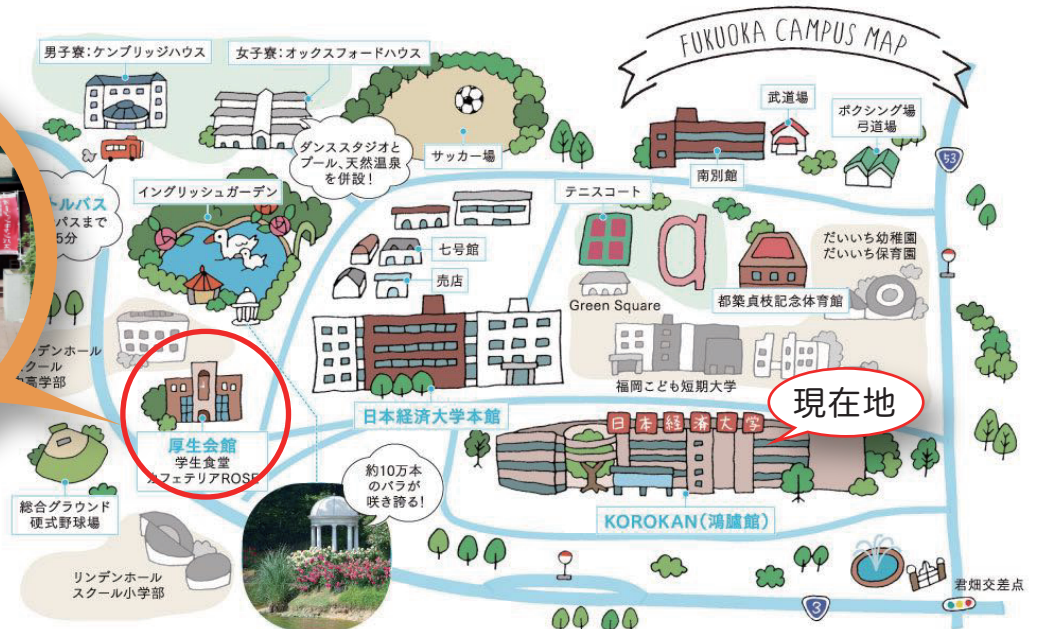 FUKUOKA CAMPUS MAP
男子寮：ケンブリッジハウス
女子寮：オックスフォードハウス
武道場
ボクシング場
弓道場
ダンススタジオと
プール、天然温泉
を併設！
サッカー場
南別館
53
トルバス
パスまで
5分
イングリッシュガーデン
テニスコート
七号館
売店
Green Square
だいいち幼稚園
だいいち保育園
都築貞枝記念体育館
ンデンホール
スクール
高学部
福岡こども短期大学
現在地
日本経済大学本館
日本経済大学
厚生会館
学生食堂
カフェテリアROSE
約10万本
のバラが
咲き誇る！
総合グラウンド
硬式野球場
KOROKAN（鴻臚館）
リンデンホール
スクール小学部
君畑交差点
3